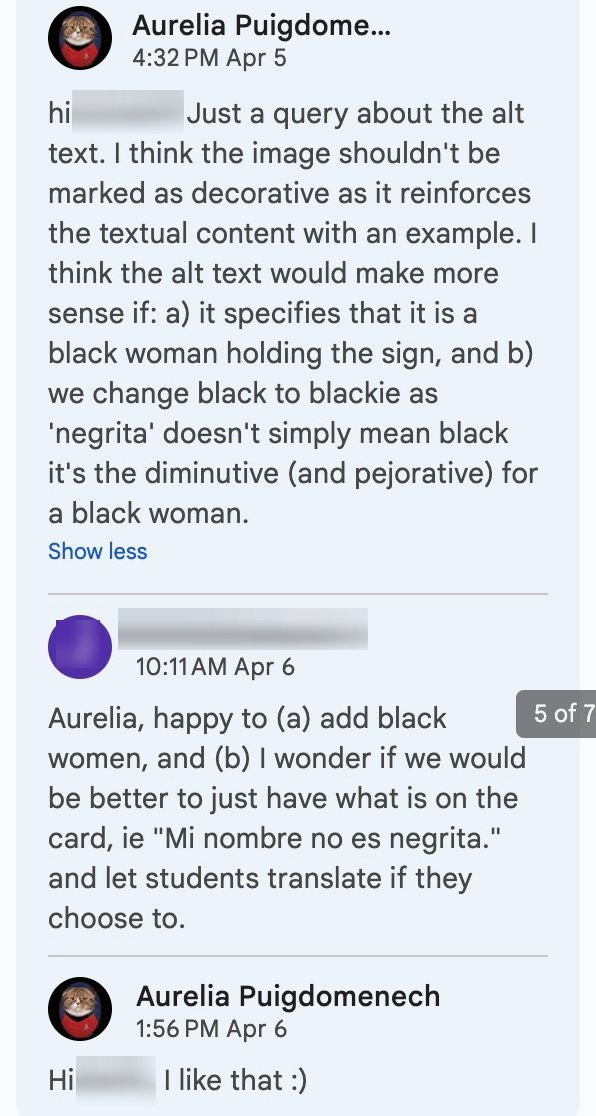 Aurelia Puigdome...
4:32 PM Apr 5
hi Just a query about the alt
text. I think the image shouldn't be
marked as decorative as it reinforces
the textual content with an example. I
think the alt text would make more
sense if: a) it specifies that it is a
black woman holding the sign, and b)
we change black to blackie as
'negrita' doesn't simply mean black
it's the diminutive (and pejorative) for
a black woman.
Show less
10:11 AM Apr 6
5 of 7
Aurelia, happy to (a) add black
women, and (b) I wonder if we would
be better to just have what is on the
card, ie "Mi nombre no es negrita."
and let students translate if they
choose to.
Aurelia Puigdomenech
1:56 PM Apr 6
Hi I like that :)